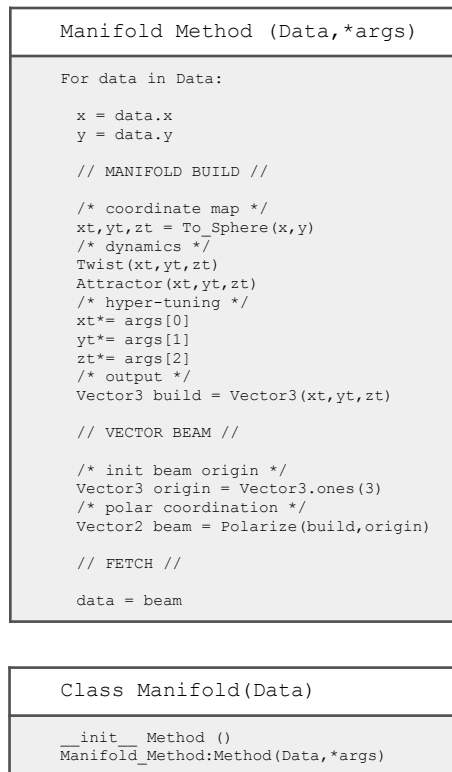 Manifold Method (Data,*args)
For data in Data:
x = data.x
y = data.y
// MANIFOLD BUILD //
/* coordinate map */
xt,yt,zt = To_Sphere(x,y)
/* dynamics */
Twist(xt,yt,zt)
Attractor(xt,yt,zt)
/* hyper-tuning */
xt*= args[0]
yt*= args[1]
zt*= args[2]
/* output */
Vector3 build = Vector3(xt,yt,zt)
// VECTOR BEAM //
/* init beam origin */
Vector3 origin = Vector3.ones(3)
/* polar coordination */
Vector2 beam = Polarize(build,origin)
// FETCH //
data = beam
Class Manifold(Data)
__init__ Method ()
Manifold_Method:Method(Data,*args)